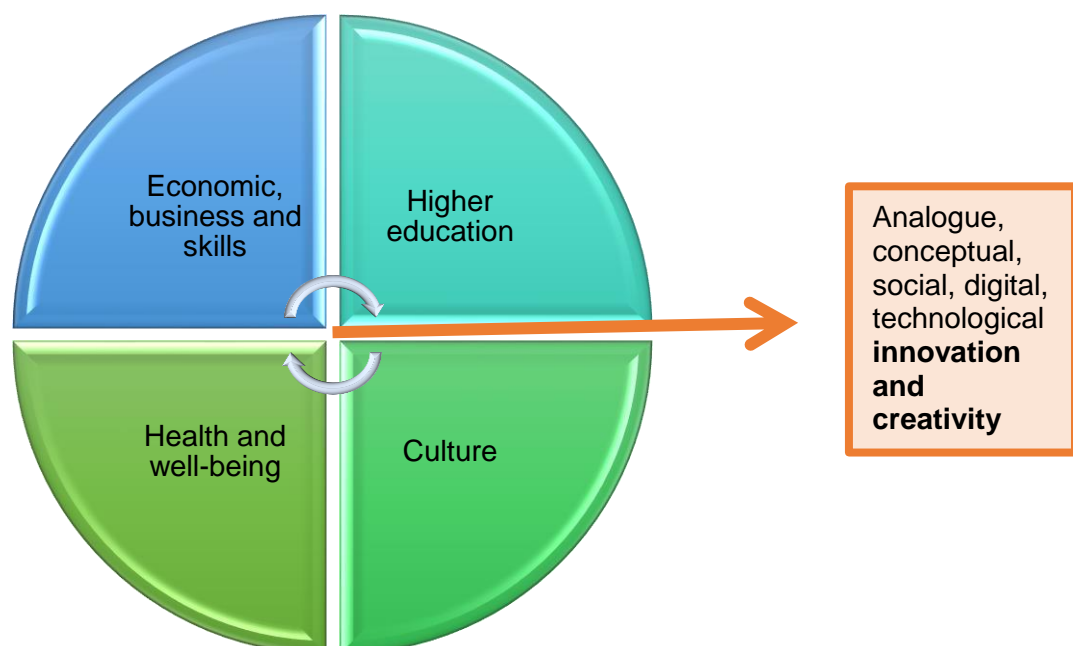 Economic,
business and
skills
Higher
education
Health and
well-being
Culture
Analogue,
conceptual,
social, digital,
technological
innovation
and
creativity